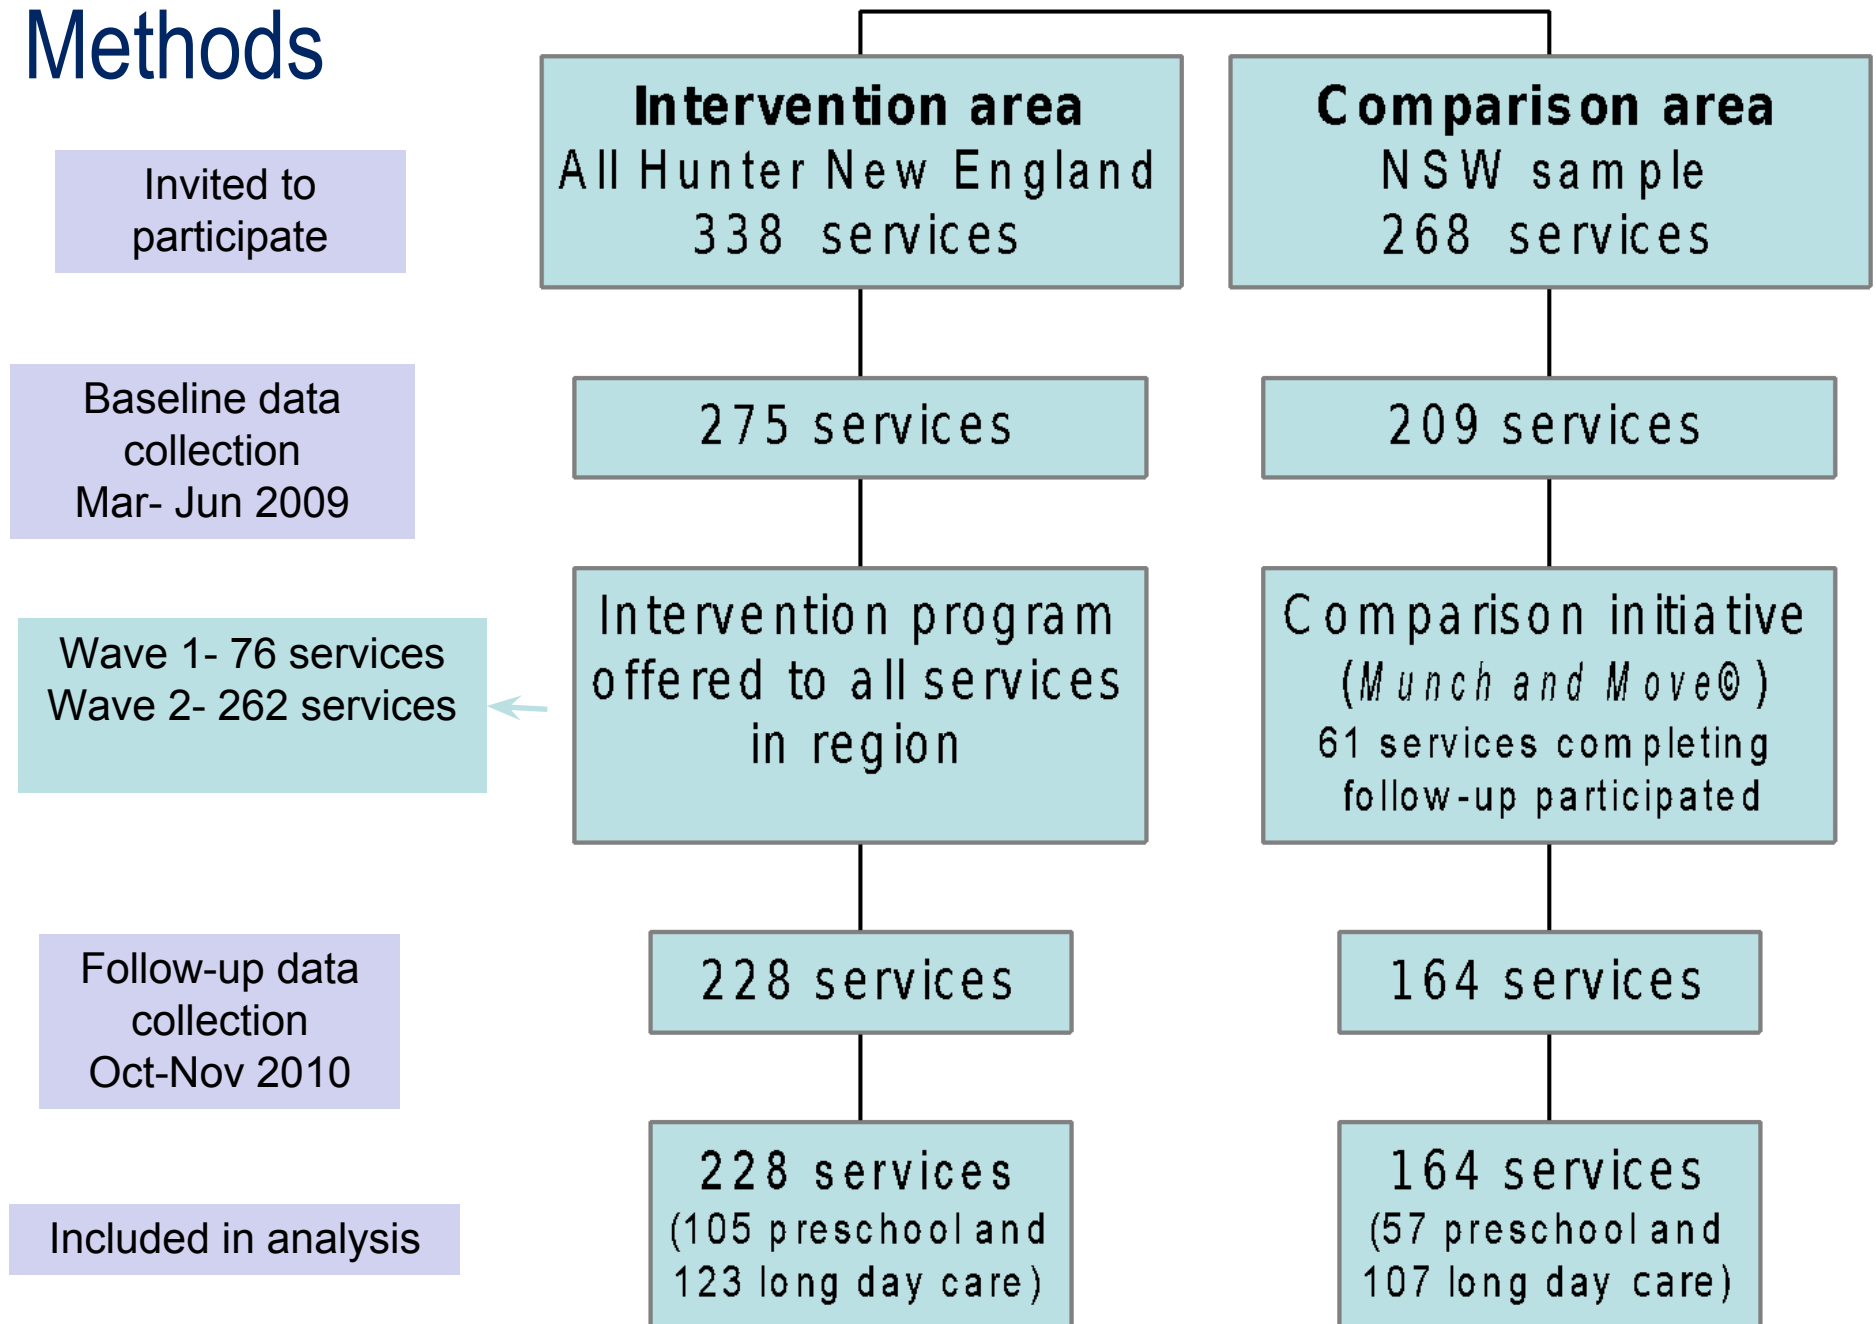 Methods
Intervention area
All Hunter New England
338 services
Comparison area
NSW sample
268 services
Invited to
participate
Baseline data
collection
Mar- Jun 2009
275 services
209 services
Wave 1- 76 services
Wave 2- 262 services
Intervention program
offered to all services
in region
Comparison initiative
(Munch and Move©)
61 services completing
follow-up participated
Follow-up data
collection
Oct-Nov 2010
228 services
164 services
Included in analysis
228 services
(105 preschool and
123 long day care)
164 services
(57 preschool and
107 long day care)